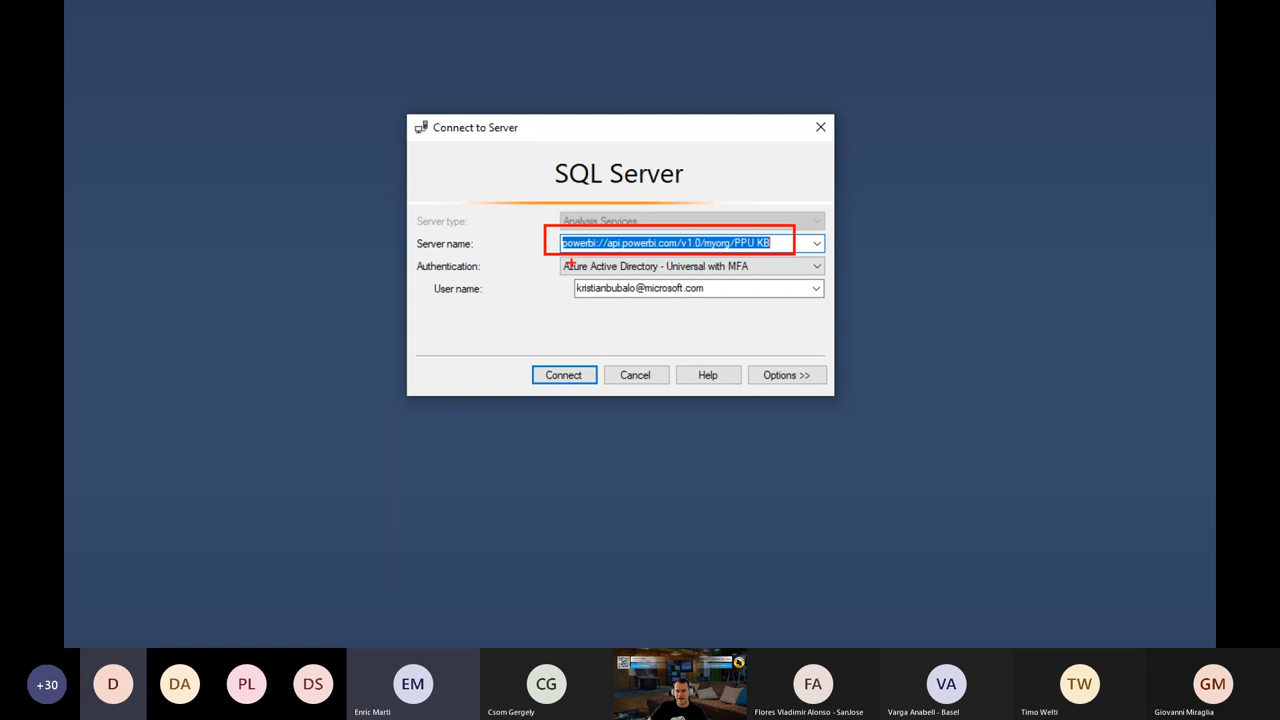 Connect to Server
SQL Server
Server type:
Analysis Services
Server name:
powerbi://api.powerbi.com/v1.0/myorg/PPU KB
Authentication:
Azure Active Directory - Universal with MFA
User name:
kristianbubalo@microsoft.com
Connect
Cancel
Help
Options >>
+30
D
DA
PL
DS
EM
Enric Marti
CG
Csom Gergely
FA
Flores Vladimir Alonso - SanJose
VA
Varga Anabell - Basel
TW
Timo Welti
GM
Giovanni Miraglia